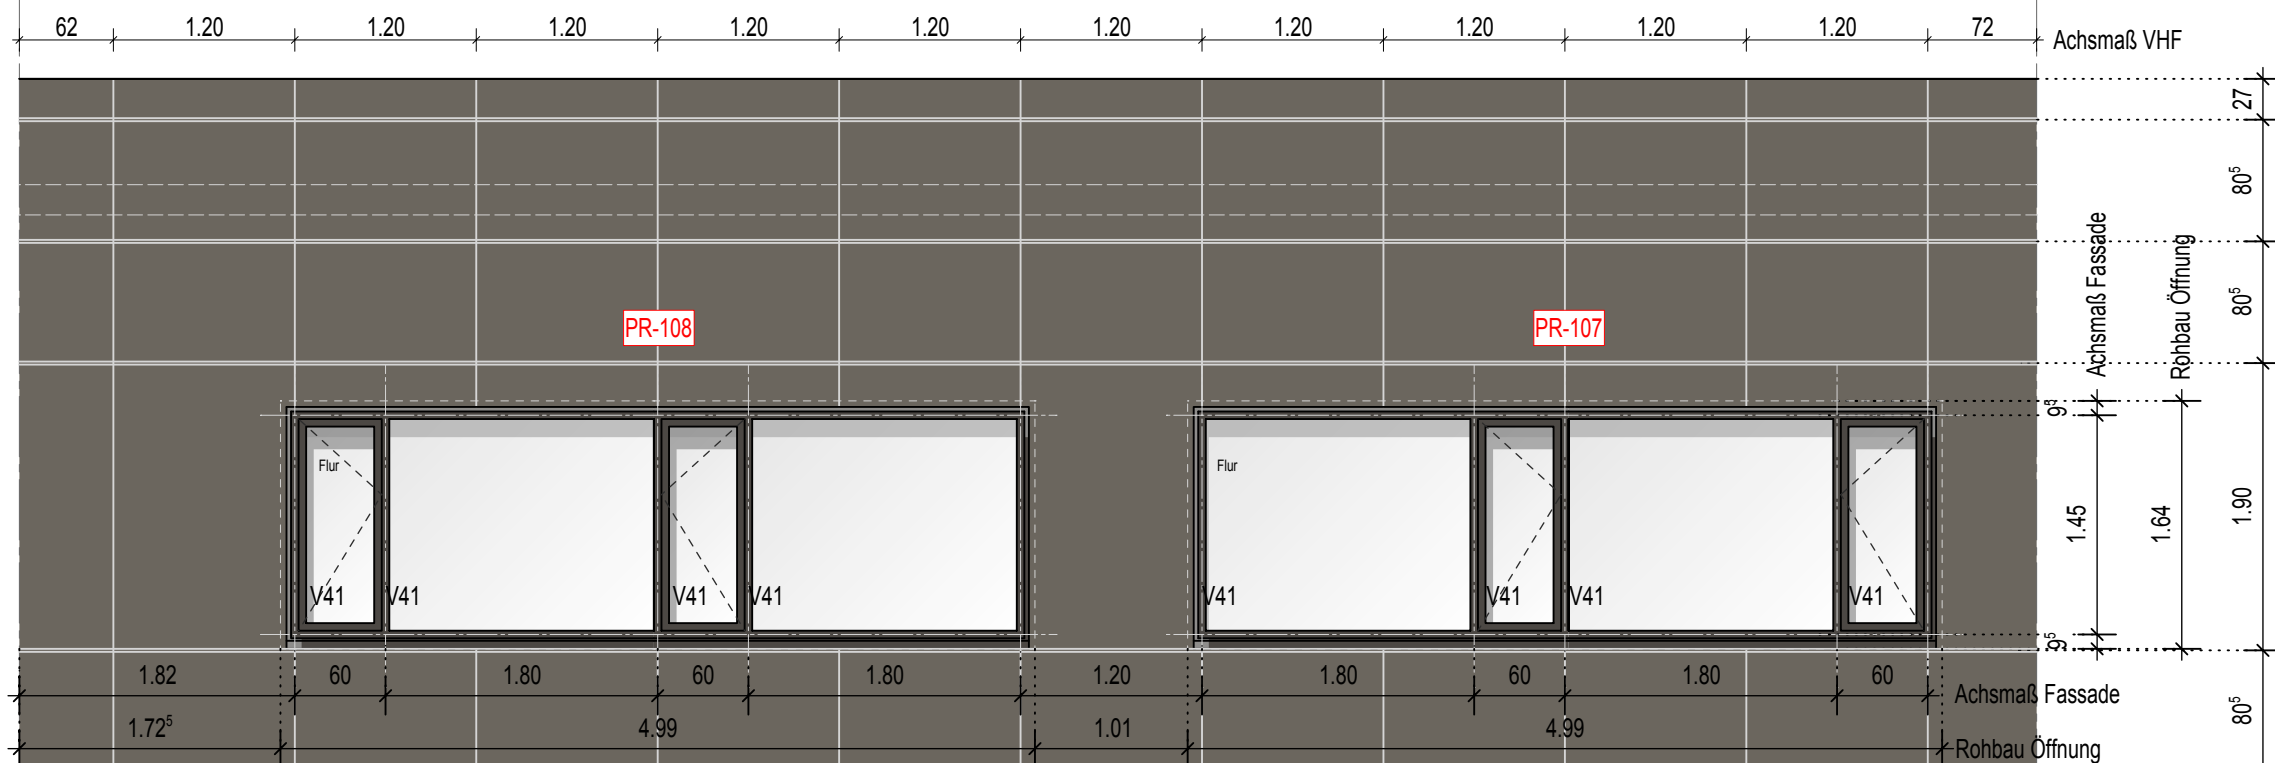 62 1.20 1.20 1.20 1.20 1.20 1.20 1.20 1.20 1.20 1.20 72
Achsmaß VHF
27
80⁵
80⁵
1.90
80⁵
Achsmaß Fassade
Rohbau Öffnung
9⁵
1.45
9⁵
1.64
PR-108 PR-107
Flur Flur
V41 V41 V41 V41 V41 V41 V41 V41
1.82 60 1.80 60 1.80 1.20 1.80 60 1.80 60
Achsmaß Fassade
1.72⁵ 4.99 1.01 4.99
Rohbau Öffnung